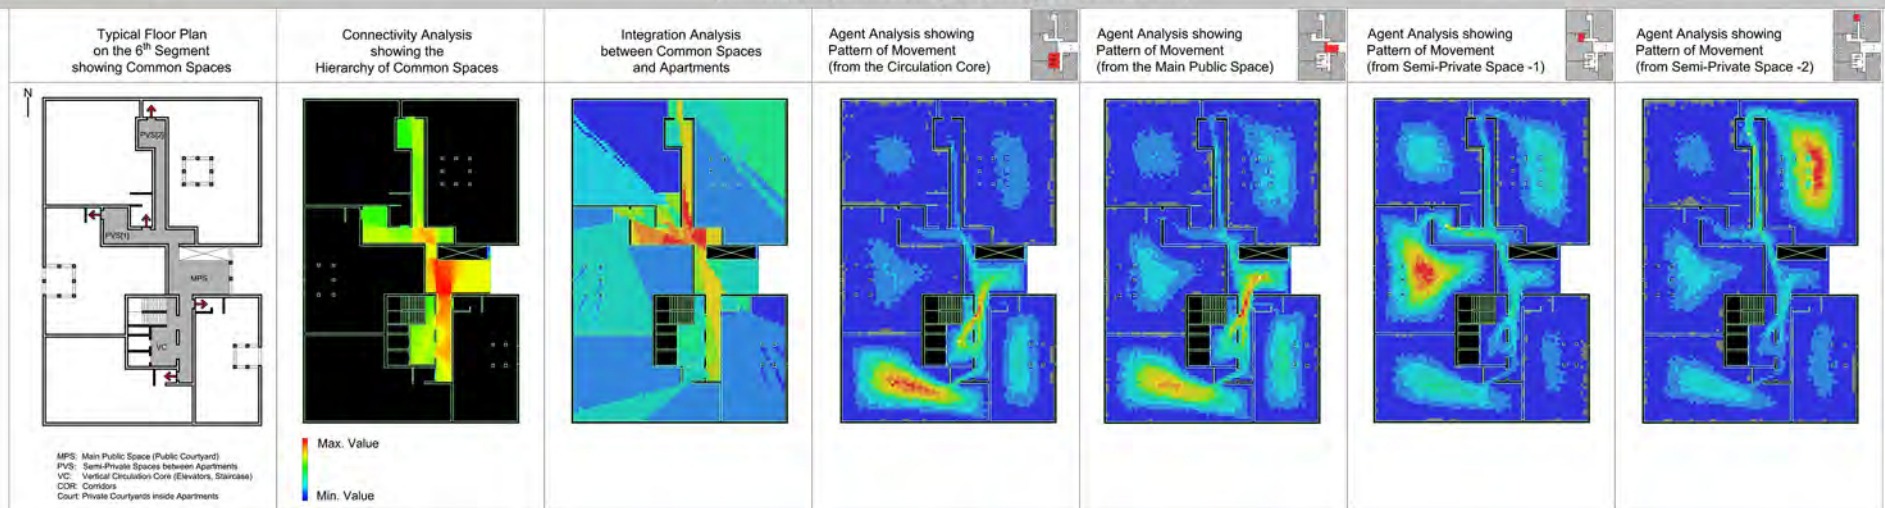 Typical Floor Plan
on the 6th Segment
showing Common Spaces
Connectivity Analysis
showing the
Hierarchy of Common Spaces
Integration Analysis
between Common Spaces
and Apartments
Agent Analysis showing
Pattern of Movement
(from the Circulation Core)
Agent Analysis showing
Pattern of Movement
(from the Main Public Space)
Agent Analysis showing
Pattern of Movement
(from Semi-Private Space -1)
Agent Analysis showing
Pattern of Movement
(from Semi-Private Space -2)
N
PVS[2]
PVS[1]
MPS
VC
MPS: Main Public Space (Public Courtyard)
PVS: Semi-Private Spaces between Apartments
VC: Vertical Circulation Core (Elevators, Staircase)
COR: Corridors
Court: Private Courtyards inside Apartments
Max. Value
Min. Value